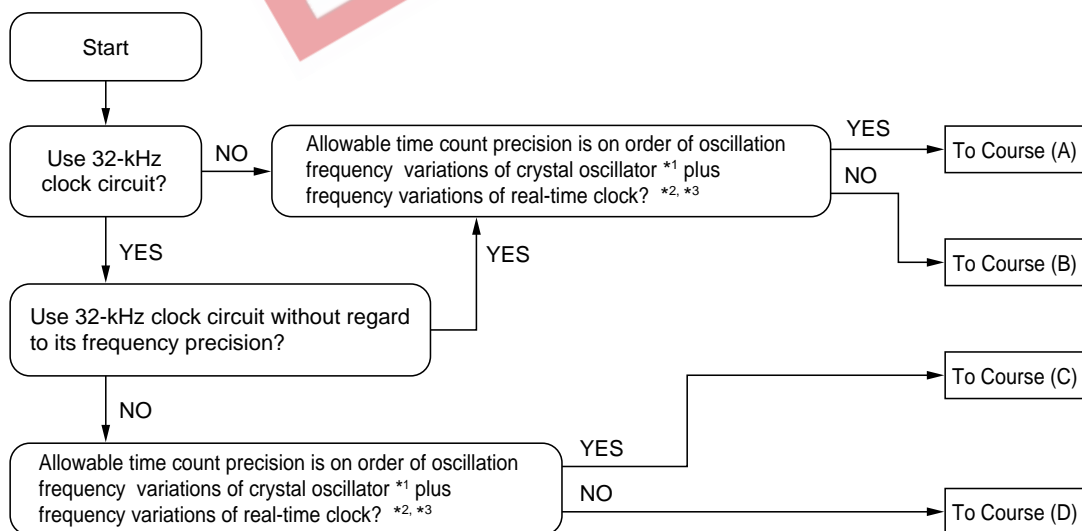 Start
Use 32-kHz
clock circuit?
NO
Allowable time count precision is on order of oscillation
frequency variations of crystal oscillator *1 plus
frequency variations of real-time clock? *2, *3
YES
To Course (A)
NO
To Course (B)
YES
YES
Use 32-kHz clock circuit without regard
to its frequency precision?
To Course (C)
NO
Allowable time count precision is on order of oscillation
frequency variations of crystal oscillator *1 plus
frequency variations of real-time clock? *2, *3
YES
NO
To Course (D)